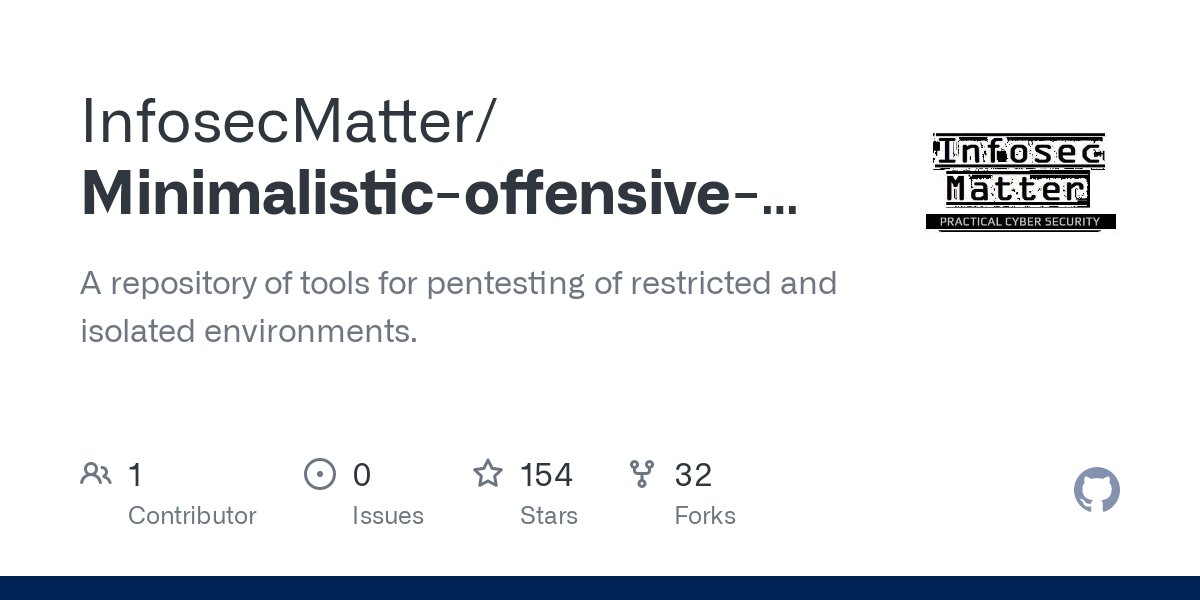 InfosecMatter/
Minimalistic-offensive-...
A repository of tools for pentesting of restricted and
isolated environments.
Infosec
Matter
PRACTICAL CYBER SECURITY
1
Contributor
0
Issues
154
Stars
32
Forks